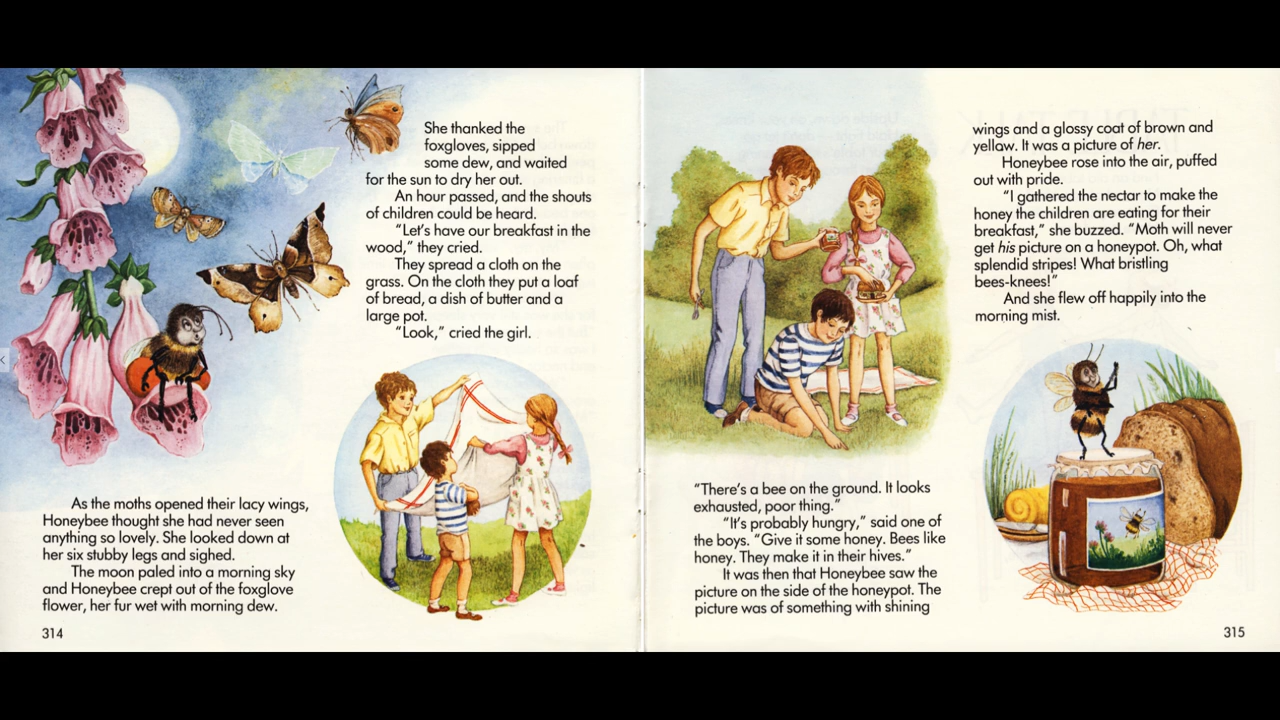 She thanked the
foxgloves, sipped
some dew, and waited
for the sun to dry her out.
An hour passed, and the shouts
of children could be heard.
“Let’s have our breakfast in the
wood,” they cried.
They spread a cloth on the
grass. On the cloth they put a loaf
of bread, a dish of butter and a
large pot.
“Look,” cried the girl.
As the moths opened their lacy wings,
Honeybee thought she had never seen
anything so lovely. She looked down at
her six stubby legs and sighed.
The moon paled into a morning sky
and Honeybee crept out of the foxglove
flower, her fur wet with morning dew.
314
“There’s a bee on the ground. It looks
exhausted, poor thing.”
“It’s probably hungry,” said one of
the boys. “Give it some honey. Bees like
honey. They make it in their hives.”
It was then that Honeybee saw the
picture on the side of the honeypot. The
picture was of something with shining
wings and a glossy coat of brown and
yellaw. It was a picture of her.
Honeybee rose into the air, puffed
out with pride.
“I gathered the nectar to make the
honey the children are eating for their
breakfast,” she buzzed. “Moth will never
get his picture on a honeypot. Oh, what
splendid stripes! What bristling
bees-knees!”
And she flew off happily into the
morning mist.
315